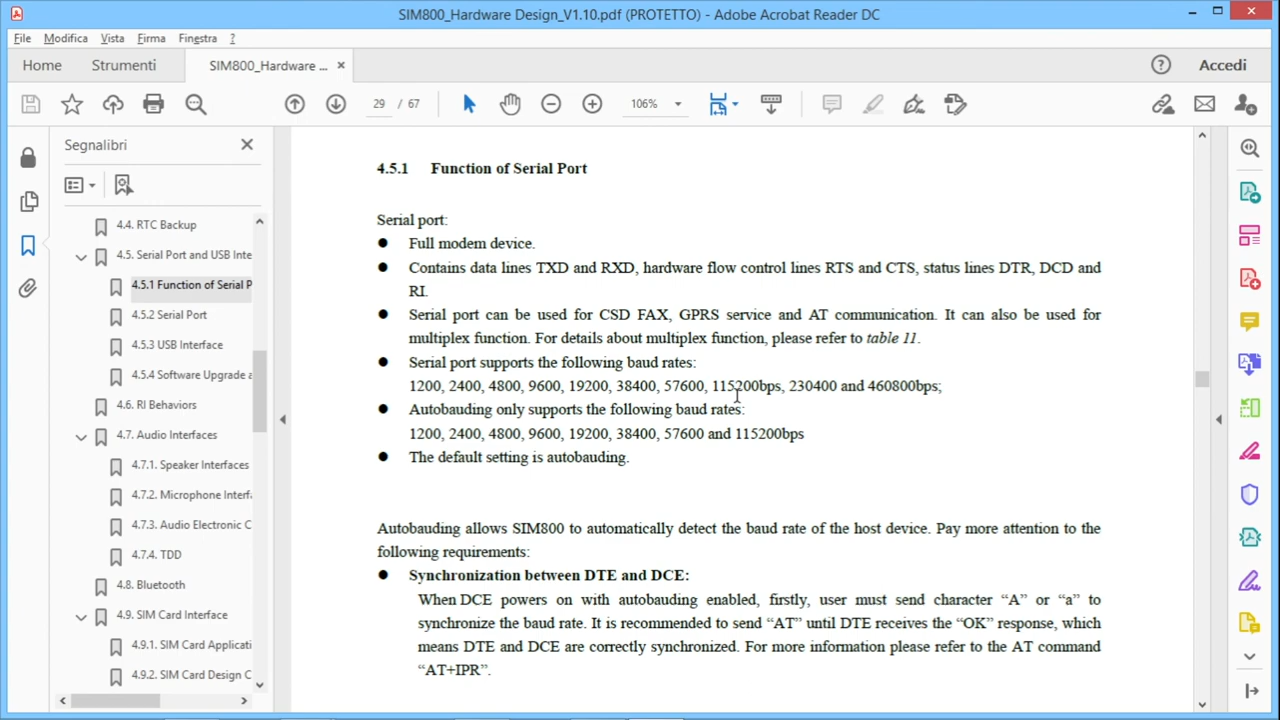 SIM800_Hardware Design_V1.10.pdf (PROTETTO) - Adobe Acrobat Reader DC
File Modifica Vista Firma Finestra ?
Home Strumenti SIM800_Hardware ... × Accedi
29 / 67 106%
Segnalibri
4.4. RTC Backup
4.5. Serial Port and USB Inte
4.5.1 Function of Serial P
4.5.2 Serial Port
4.5.3 USB Interface
4.5.4 Software Upgrade a
4.6. RI Behaviors
4.7. Audio Interfaces
4.7.1. Speaker Interfaces
4.7.2. Microphone Interf
4.7.3. Audio Electronic C
4.7.4. TDD
4.8. Bluetooth
4.9. SIM Card Interface
4.9.1. SIM Card Applicati
4.9.2. SIM Card Design C
4.5.1 Function of Serial Port
Serial port:
● Full modem device.
● Contains data lines TXD and RXD, hardware flow control lines RTS and CTS, status lines DTR, DCD and
RI.
● Serial port can be used for CSD FAX, GPRS service and AT communication. It can also be used for
multiplex function. For details about multiplex function, please refer to table 11.
● Serial port supports the following baud rates:
1200, 2400, 4800, 9600, 19200, 38400, 57600, 115200bps, 230400 and 460800bps;
● Autobauding only supports the following baud rates:
1200, 2400, 4800, 9600, 19200, 38400, 57600 and 115200bps
● The default setting is autobauding.
Autobauding allows SIM800 to automatically detect the baud rate of the host device. Pay more attention to the
following requirements:
● Synchronization between DTE and DCE:
When DCE powers on with autobauding enabled, firstly, user must send character “A” or “a” to
synchronize the baud rate. It is recommended to send “AT” until DTE receives the “OK” response, which
means DTE and DCE are correctly synchronized. For more information please refer to the AT command
“AT+IPR”.